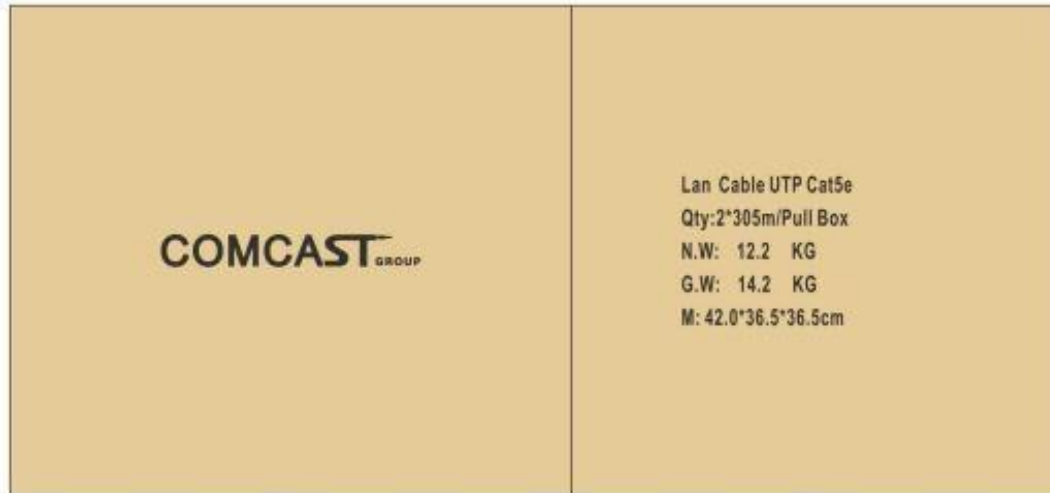 COMCAST GROUP
Lan Cable UTP Cat5e
Qty:2*305m/Pull Box
N.W: 12.2 KG
G.W: 14.2 KG
M: 42.0*36.5*36.5cm